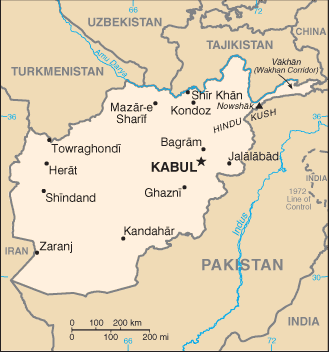 UZBEKISTAN
72
CHINA
TAJIKISTAN
66
Amu Darya
TURKMENISTAN
Vākhān
(Wakhan Corridor)
Shīr Khān
Mazār-e
Sharīf
Kondoz
Nowshāk
36
HINDU
KUSH
36
Towraghondī
Bagrām
Herāt
KABUL
Jalālābād
Shīndand
Ghaznī
INDIA
1972
Line of
Control
Indus
Kandahār
IRAN
Zaranj
PAKISTAN
30
30
0 100 200 km
0 100 200 mi
INDIA
66
72